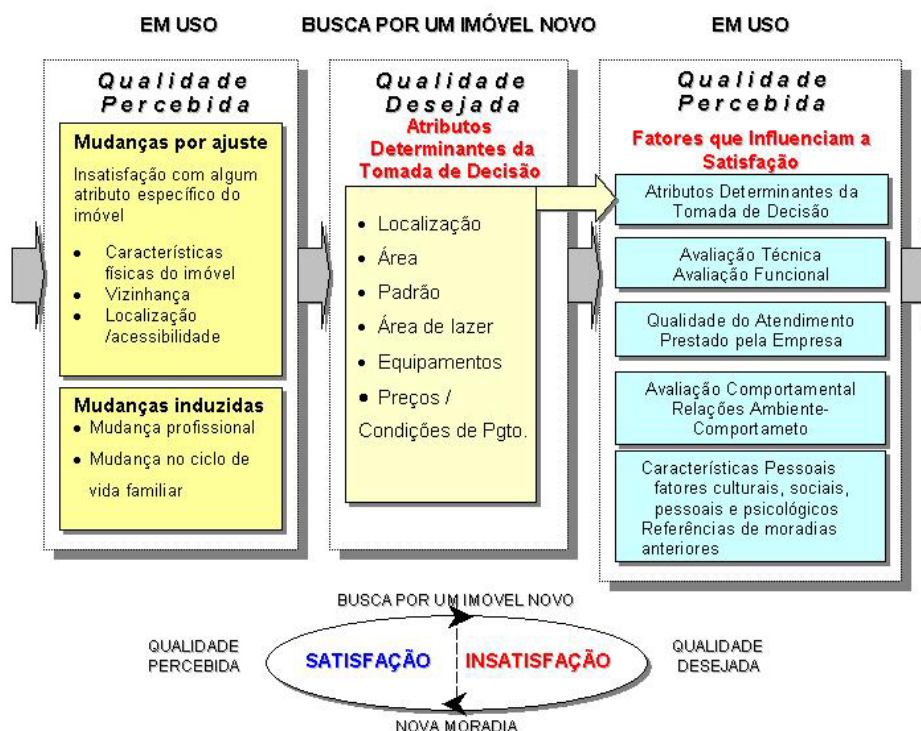 EM USO
BUSCA POR UM IMÓVEL NOVO
EM USO
Qualidade
Percebida
Mudanças por ajuste
Insatisfação com algum
atributo específico do
imóvel
• Características
físicas do imóvel
• Vizinhança
• Localização
/acessibilidade
Mudanças induzidas
• Mudança profissional
• Mudança no ciclo de
vida familiar
Qualidade
Desejada
Atributos
Determinantes da
Tomada de Decisão
• Localização
• Área
• Padrão
• Área de lazer
• Equipamentos
• Preços /
Condições de Pgto.
Qualidade
Percebida
Fatores que Influenciam a
Satisfação
Atributos Determinantes da
Tomada de Decisão
Avaliação Técnica
Avaliação Funcional
Qualidade do Atendimento
Prestado pela Empresa
Avaliação Comportamental
Relações Ambiente-
Comportameto
Características Pessoais
fatores culturais, sociais,
pessoais e psicológicos
Referências de moradias
anteriores
BUSCA POR UM IMOVEL NOVO
QUALIDADE
PERCEBIDA
SATISFAÇÃO
INSATISFAÇÃO
QUALIDADE
DESEJADA
NOVA MORADIA